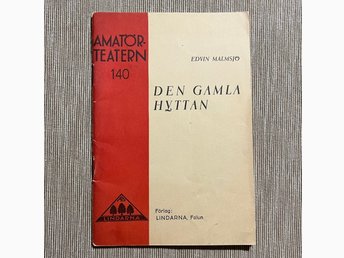 AMATÖR-
TEATERN
140
EDVIN MALMSJÖ
DEN GAMLA
HYTTAN
LINDARNA
Förlag:
LINDARNA, Falun